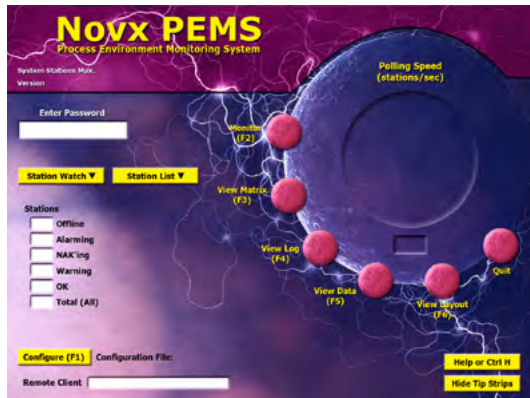 Novx PEMS
Process Environment Monitoring System
System Stations Max.
Version
Polling Speed
(stations/sec)
Enter Password
Monitor
(F2)
Station Watch ▼
Station List ▼
View Matrix
(F3)
Stations
Offline
Alarming
NAK'ing
Warning
OK
Total (All)
View Log
(F4)
View Data
(F5)
View Layout
(F6)
Quit
Configure (F1)
Configuration File:
Help or Ctrl H
Remote Client
Hide Tip Strips